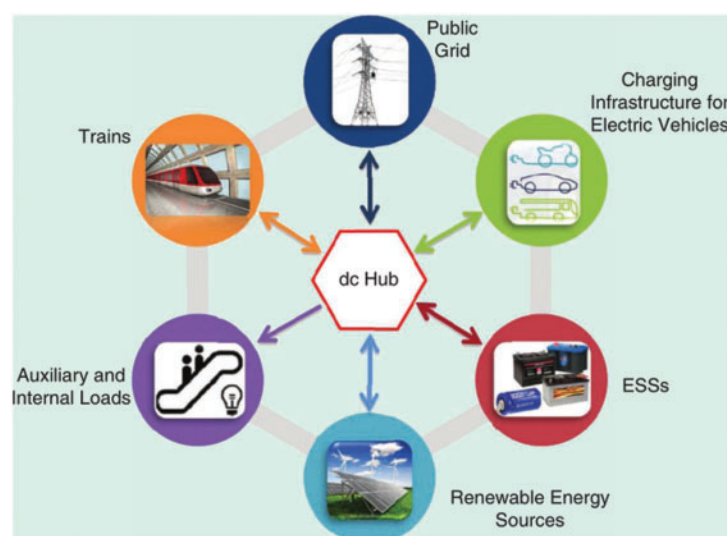 Public
Grid
Charging
Infrastructure for
Electric Vehicles
Trains
dc Hub
Auxiliary and
Internal Loads
ESSs
Renewable Energy
Sources